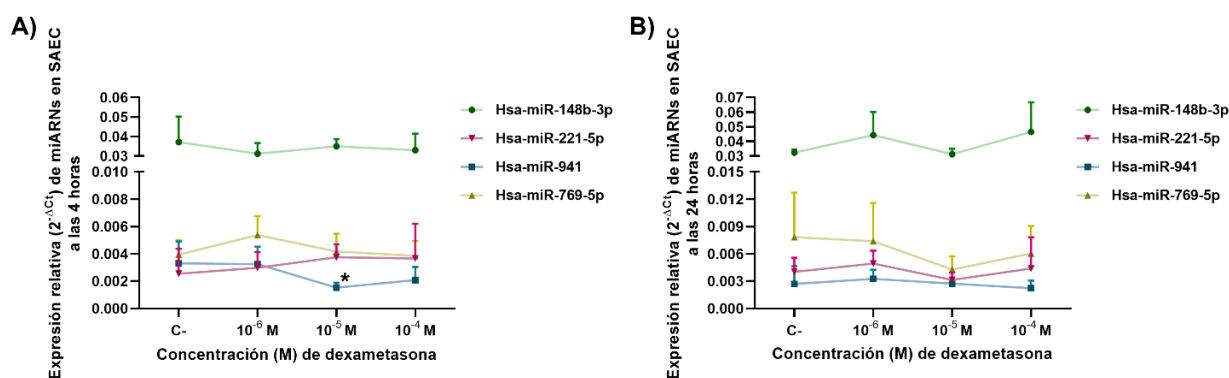 A)
Expresión relativa (2^-ΔCt) de miARNs en SAEC
a las 4 horas
0.06
0.05
0.04
0.03
0.010
0.008
0.006
0.004
0.002
0.000
*
C-
10^-6 M
10^-5 M
10^-4 M
Concentración (M) de dexametasona
Hsa-miR-148b-3p
Hsa-miR-221-5p
Hsa-miR-941
Hsa-miR-769-5p
B)
Expresión relativa (2^-ΔCt) de miARNs en SAEC
a las 24 horas
0.07
0.06
0.05
0.04
0.03
0.015
0.012
0.009
0.006
0.003
0.000
C-
10^-6 M
10^-5 M
10^-4 M
Concentración (M) de dexametasona
Hsa-miR-148b-3p
Hsa-miR-221-5p
Hsa-miR-941
Hsa-miR-769-5p